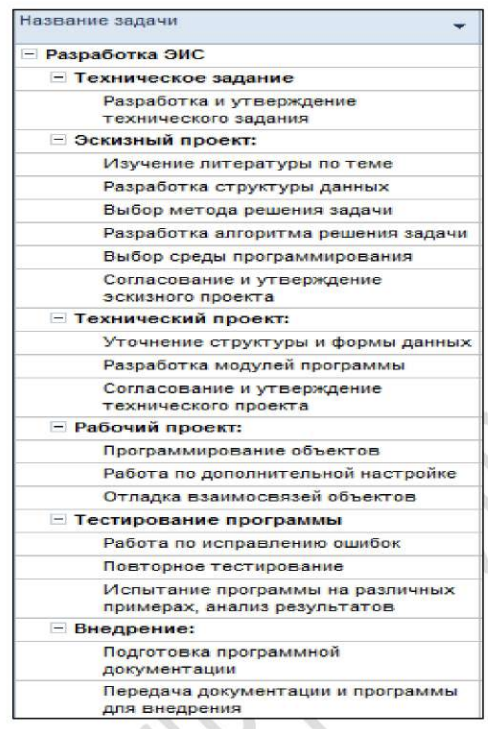 Название задачи
Разработка ЭИС
Техническое задание
Разработка и утверждение
технического задания
Эскизный проект:
Изучение литературы по теме
Разработка структуры данных
Выбор метода решения задачи
Разработка алгоритма решения задачи
Выбор среды программирования
Согласование и утверждение
эскизного проекта
Технический проект:
Уточнение структуры и формы данных
Разработка модулей программы
Согласование и утверждение
технического проекта
Рабочий проект:
Программирование объектов
Работа по дополнительной настройке
Отладка взаимосвязей объектов
Тестирование программы
Работа по исправлению ошибок
Повторное тестирование
Испытание программы на различных
примерах, анализ результатов
Внедрение:
Подготовка программной
документации
Передача документации и программы
для внедрения